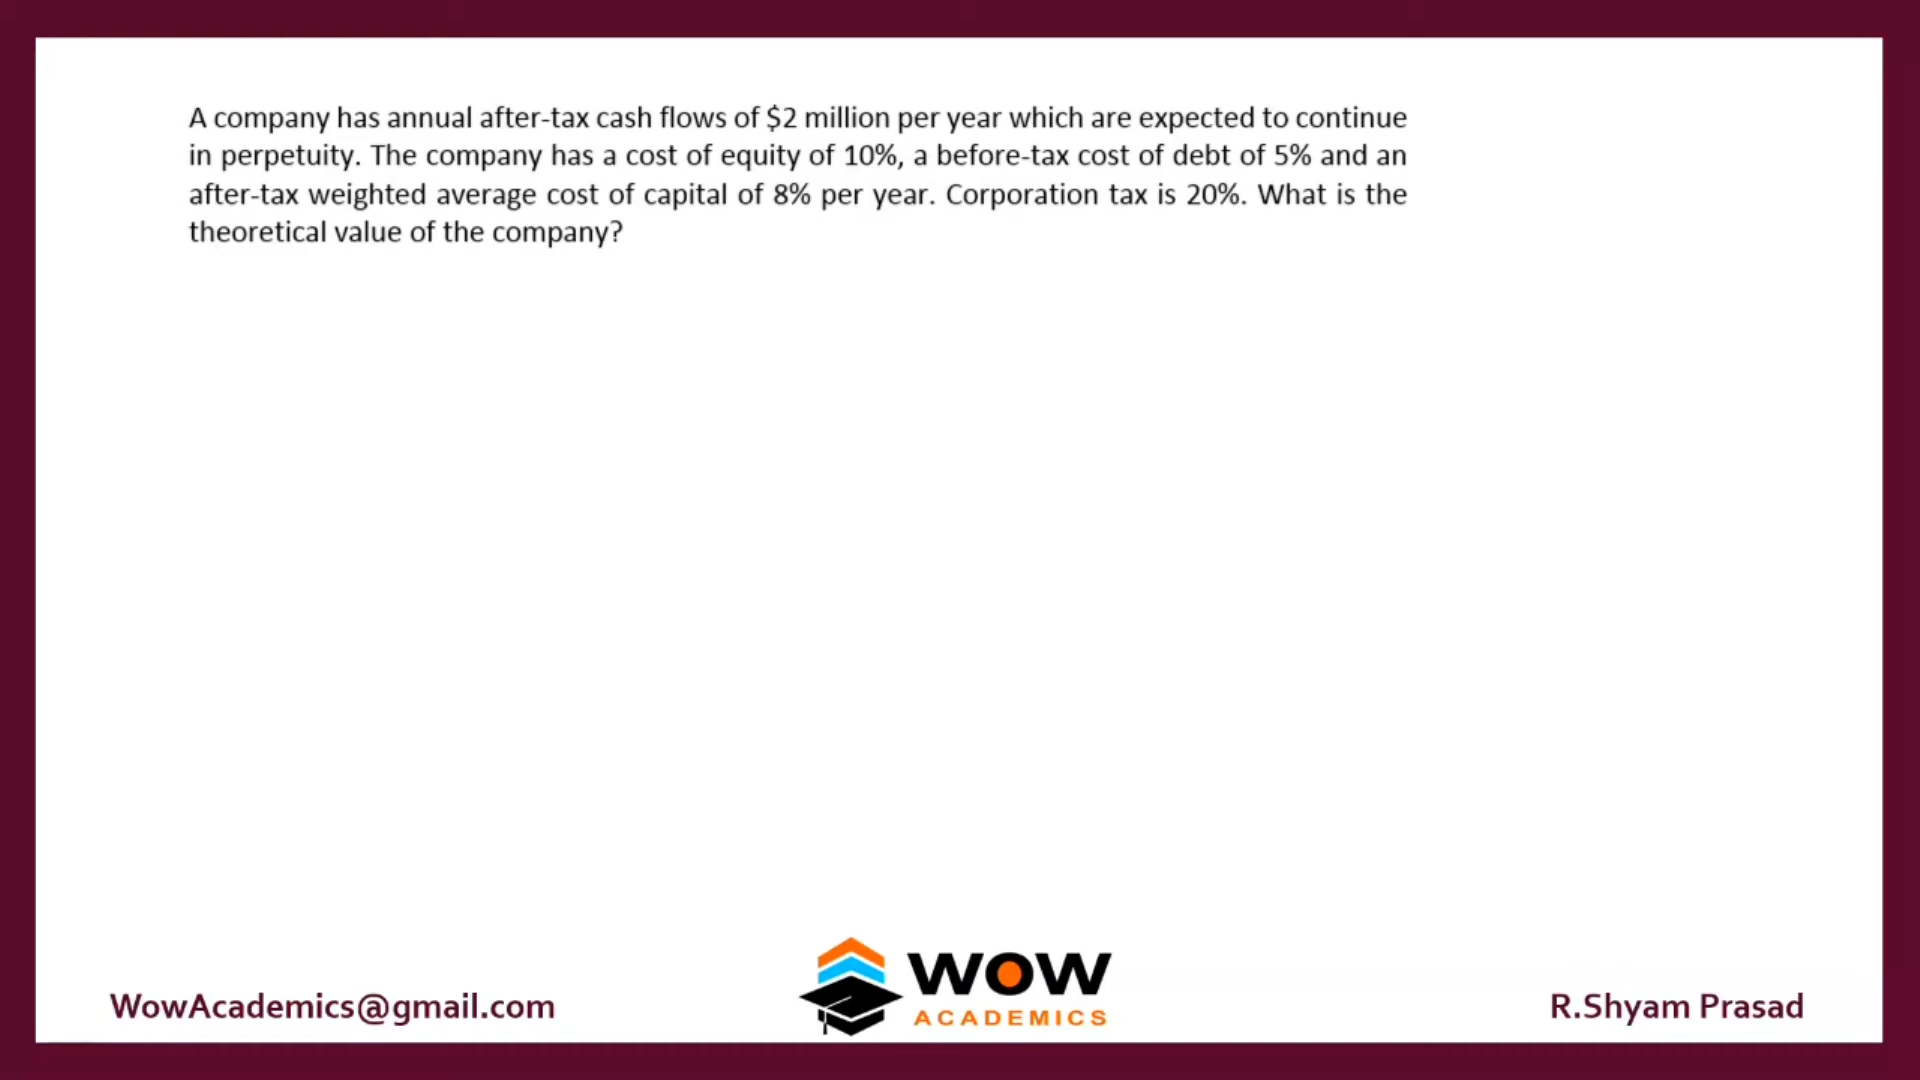 A company has annual after-tax cash flows of $2 million per year which are expected to continue
in perpetuity. The company has a cost of equity of 10%, a before-tax cost of debt of 5% and an
after-tax weighted average cost of capital of 8% per year. Corporation tax is 20%. What is the
theoretical value of the company?
WOW
ACADEMICS
WowAcademics@gmail.com
R.Shyam Prasad